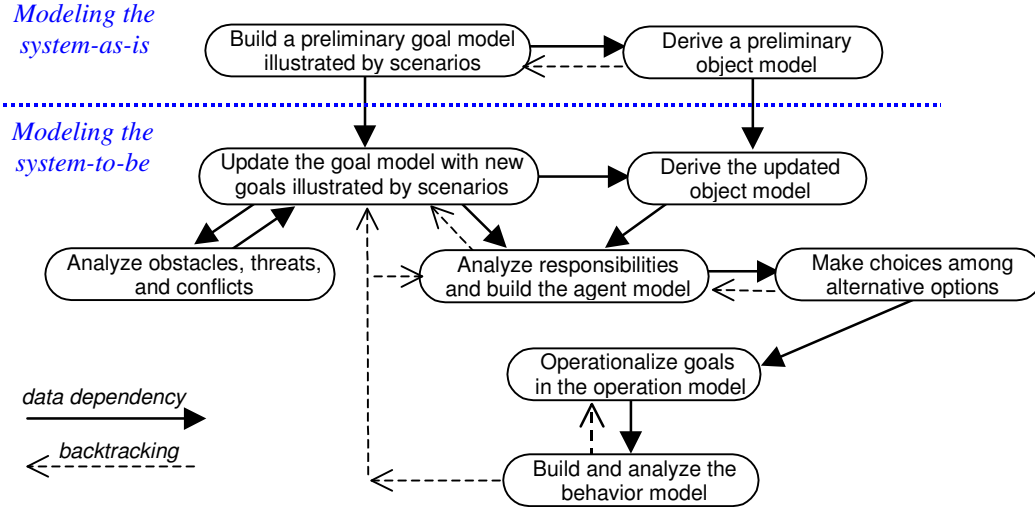 Modeling the
system-as-is
Build a preliminary goal model
illustrated by scenarios
Derive a preliminary
object model
Modeling the
system-to-be
Update the goal model with new
goals illustrated by scenarios
Derive the updated
object model
Analyze obstacles, threats,
and conflicts
Analyze responsibilities
and build the agent model
Make choices among
alternative options
Operationalize goals
in the operation model
data dependency
backtracking
Build and analyze the
behavior model